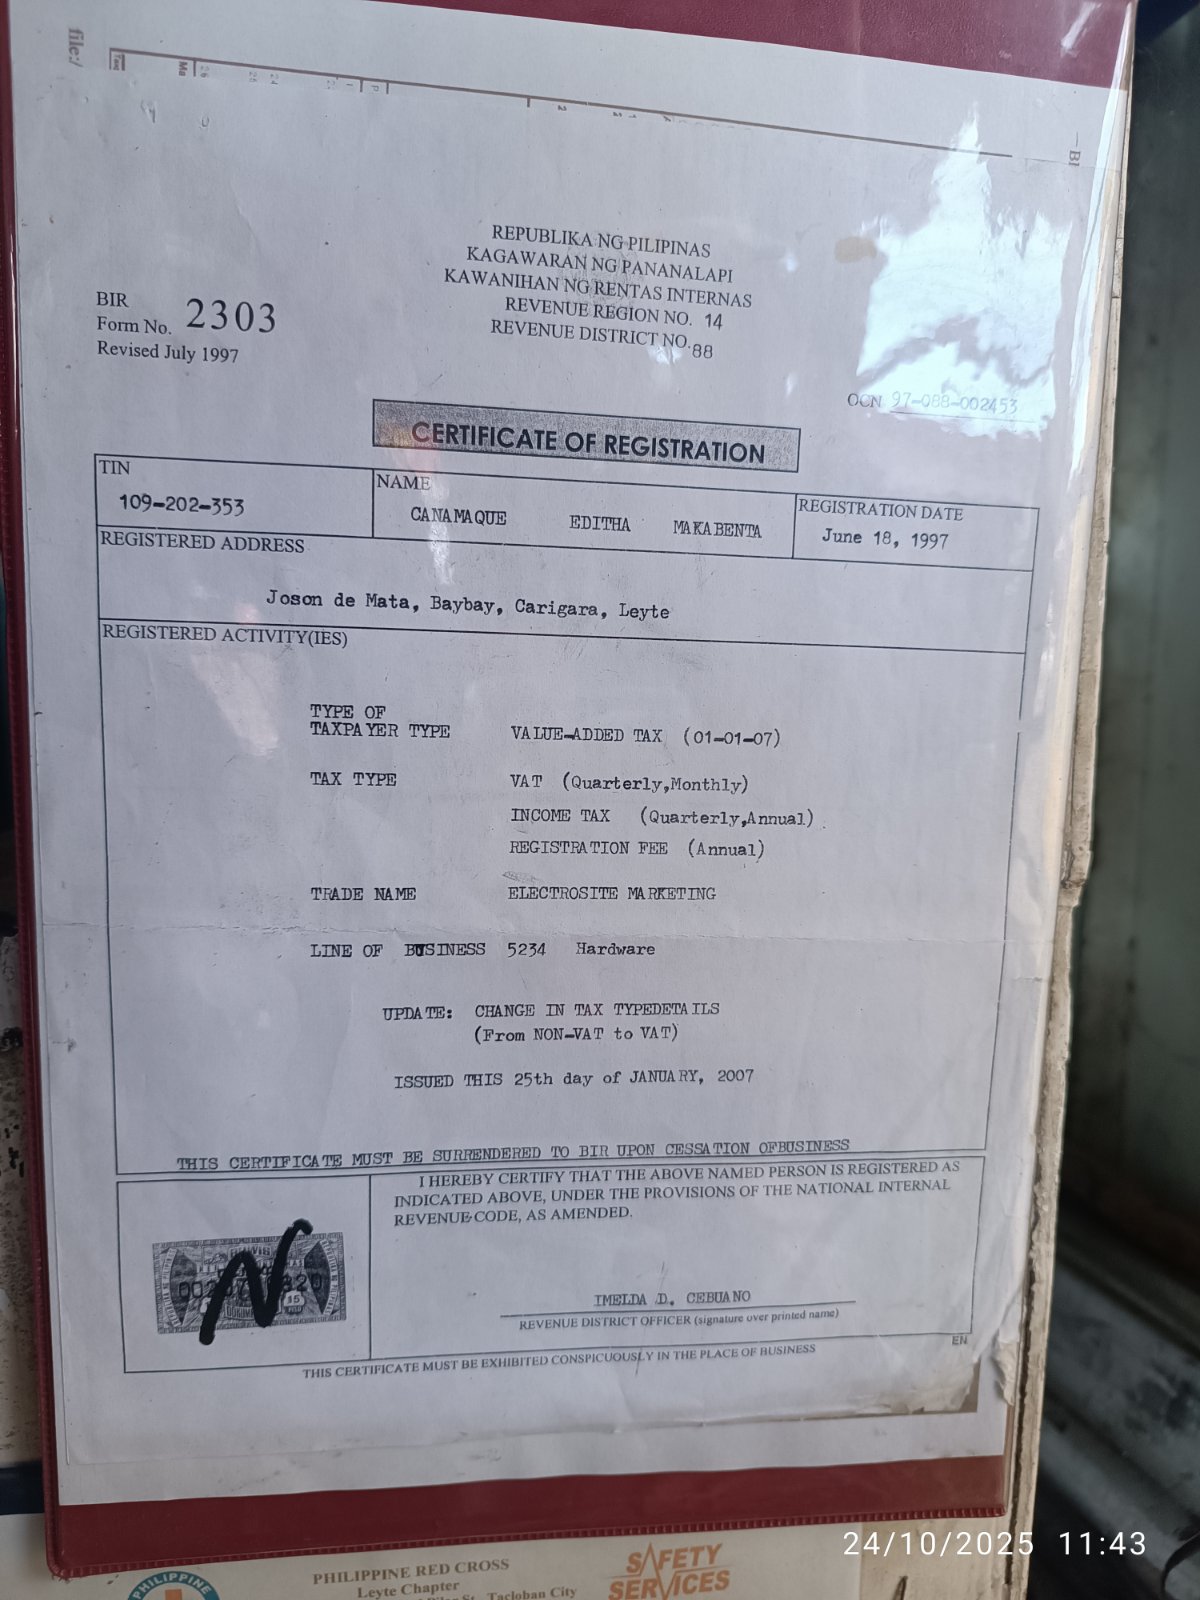 file:/
REPUBLIKA NG PILIPINAS
KAGAWARAN NG PANANALAPI
KAWANIHAN NG RENTAS INTERNAS
REVENUE REGION NO. 14
REVENUE DISTRICT NO. 88
BIR
Form No. 2303
Revised July 1997
OCN 97-088-002453
CERTIFICATE OF REGISTRATION
TIN
109-202-353
NAME
CANAMAQUE EDITHA MAKABENTA
REGISTRATION DATE
June 18, 1997
REGISTERED ADDRESS
Joson de Mata, Baybay, Carigara, Leyte
REGISTERED ACTIVITY(IES)
TYPE OF
TAXPAYER TYPE VALUE-ADDED TAX (01-01-07)
TAX TYPE VAT (Quarterly,Monthly)
INCOME TAX (Quarterly,Annual)
REGISTRATION FEE (Annual)
TRADE NAME ELECTROSITE MARKETING
LINE OF BUSINESS 5234 Hardware
UPDATE: CHANGE IN TAX TYPEDETAILS
(From NON-VAT to VAT)
ISSUED THIS 25th day of JANUARY, 2007
THIS CERTIFICATE MUST BE SURRENDERED TO BIR UPON CESSATION OFBUSINESS
I HEREBY CERTIFY THAT THE ABOVE NAMED PERSON IS REGISTERED AS
INDICATED ABOVE, UNDER THE PROVISIONS OF THE NATIONAL INTERNAL
REVENUE CODE, AS AMENDED.
15
IMELDA D. CEBUANO
REVENUE DISTRICT OFFICER (signature over printed name)
EN
THIS CERTIFICATE MUST BE EXHIBITED CONSPICUOUSLY IN THE PLACE OF BUSINESS
24/10/2025 11:43
PHILIPPINE
PHILIPPINE RED CROSS
Leyte Chapter
Tacloban City
SAFETY
SERVICES